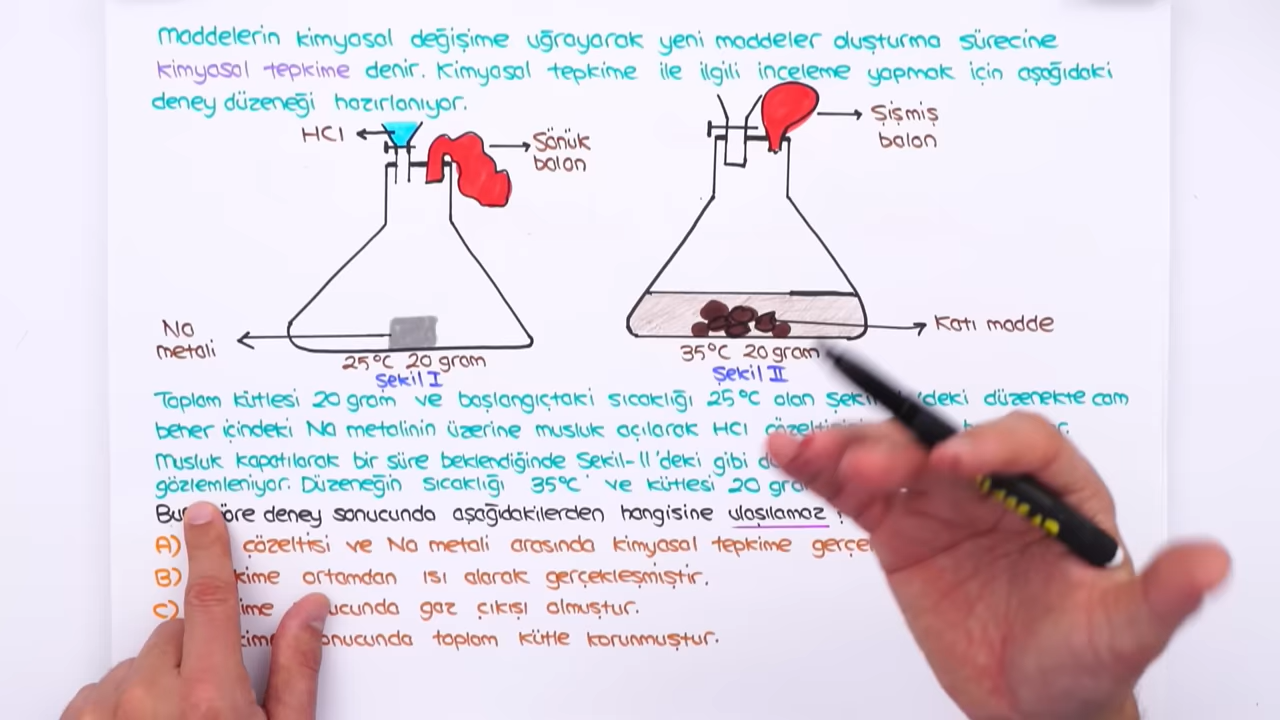 Maddelerin kimyasal değişime uğrayarak yeni maddeler oluşturma sürecine
kimyasal tepkime denir. Kimyasal tepkime ile ilgili inceleme yapmak için aşağıdaki
deney düzeneği hazırlanıyor.
HCl
Sönük
balon
Şişmiş
balon
Na
metali
Katı madde
25°C 20 gram
Şekil I
35°C 20 gram
Şekil II
Toplam kütlesi 20 gram ve başlangıçtaki sıcaklığı 25°C olan 'deki düzenekte cam
beher içindeki Na metalinin üzerine musluk açılarak HCl
Musluk kapatılarak bir süre beklendiğinde Şekil-II'deki gibi
gözlemleniyor. Düzeneğin sıcaklığı 35°C ve kütlesi 20
göre deney sonucunda aşağıdakilerden hangisine ulaşılamaz?
A) çözeltisi ve Na metali arasında kimyasal tepkime
B) ortamdan ısı alarak gerçekleşmiştir.
C) gaz çıkışı olmuştur.
sonucunda toplam kütle korunmuştur.